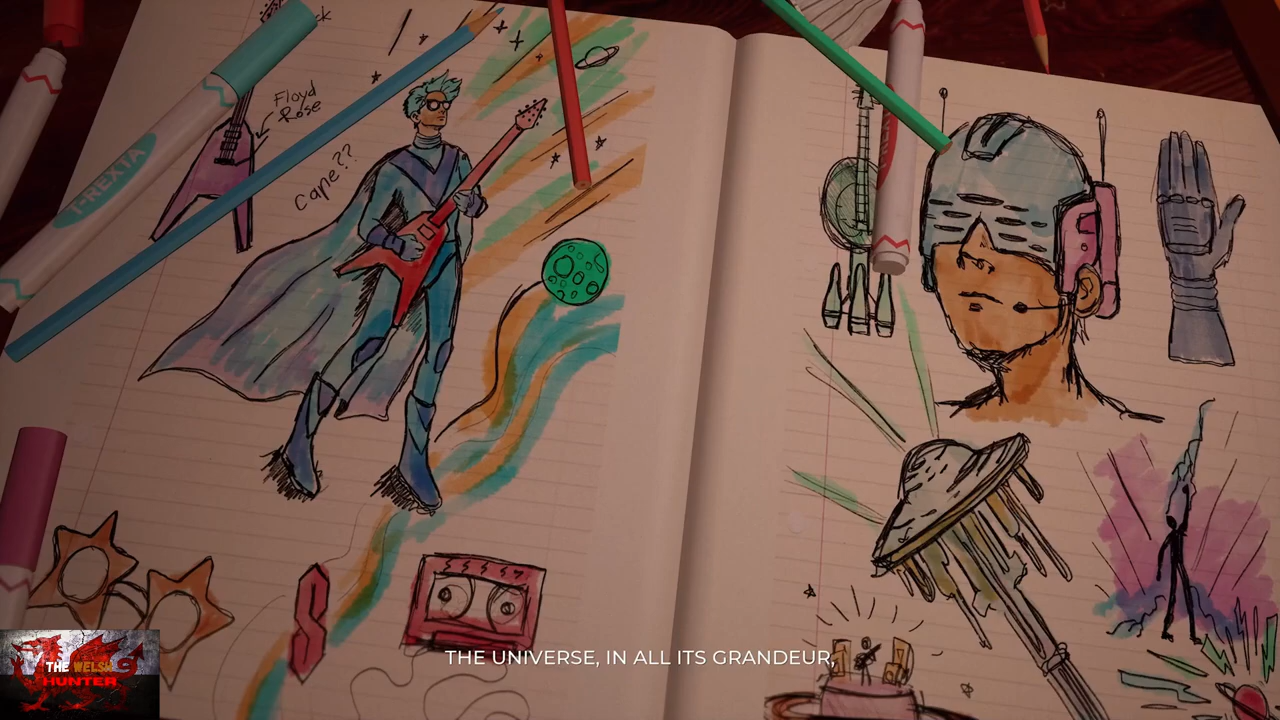 Floyd
Rose
cape??
T-REXTA
THE WELSH
HUNTER
THE UNIVERSE, IN ALL ITS GRANDEUR,